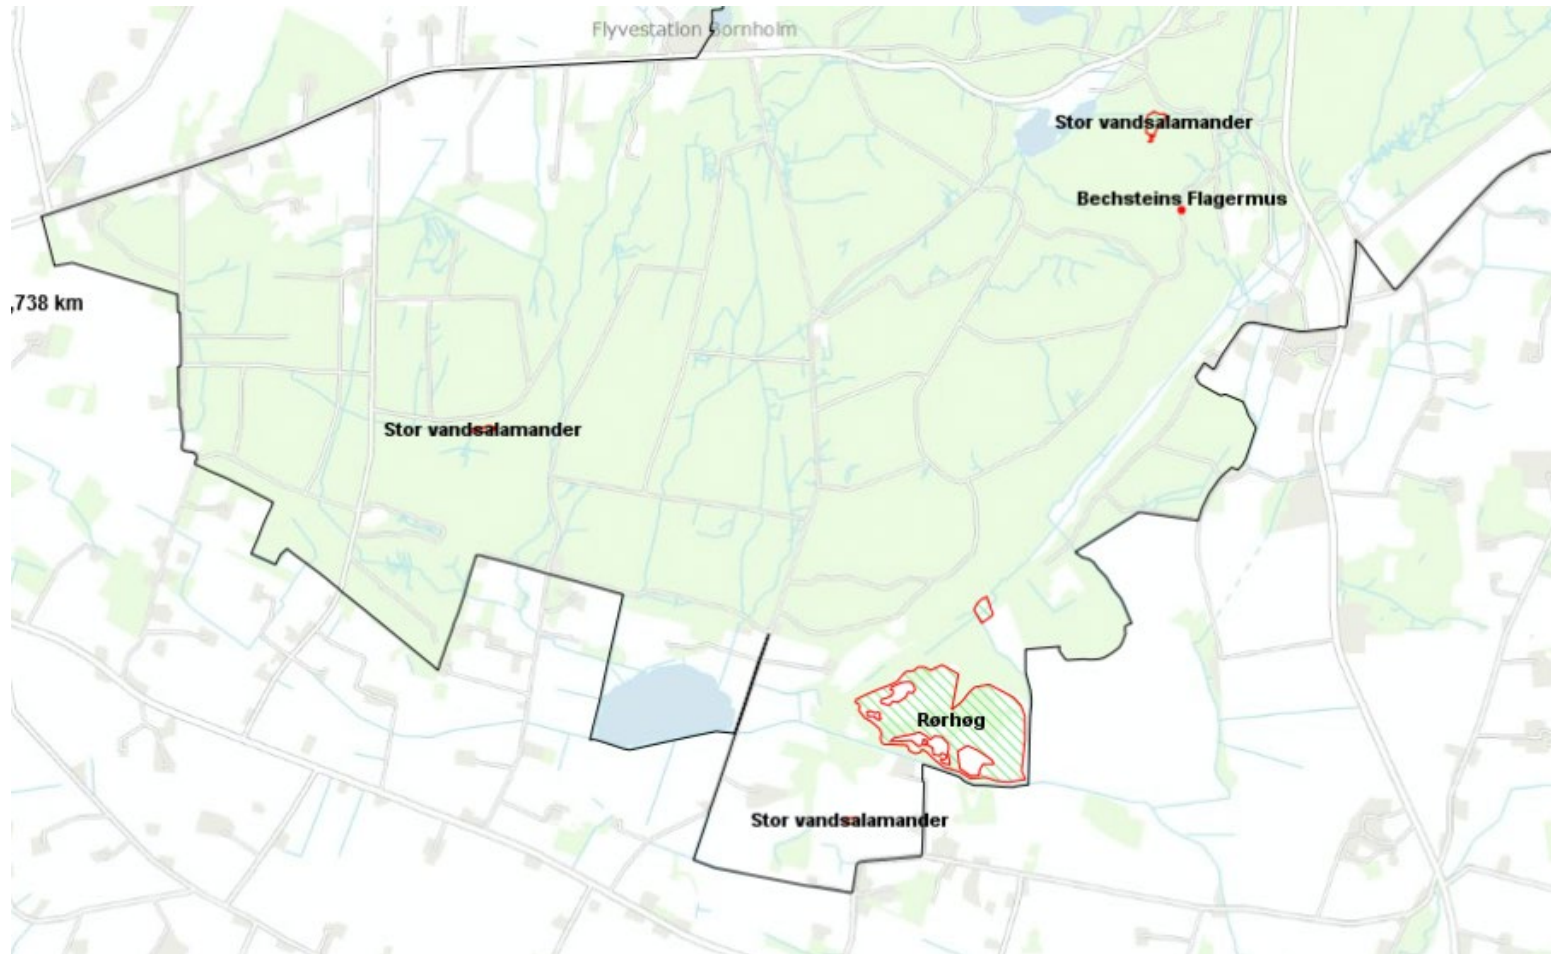 Flyvestation Bornholm
Stor vandsalamander
Bechsteins Flagermus
,738 km
Stor vandsalamander
Rørhøg
Stor vandsalamander